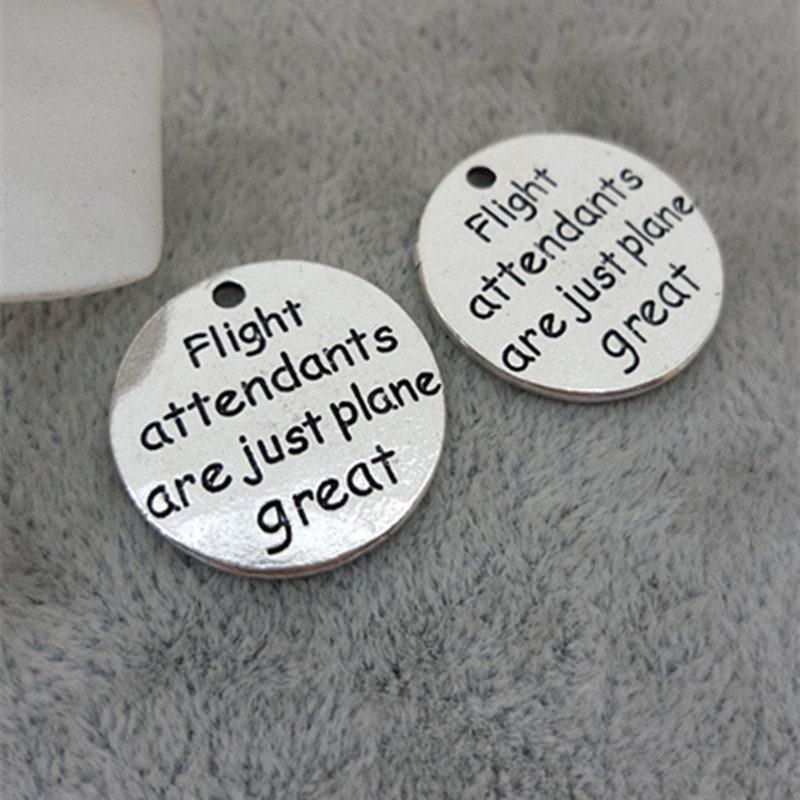 Flight
attendants
are just plane
great
Flight
attendants
are just plane
great